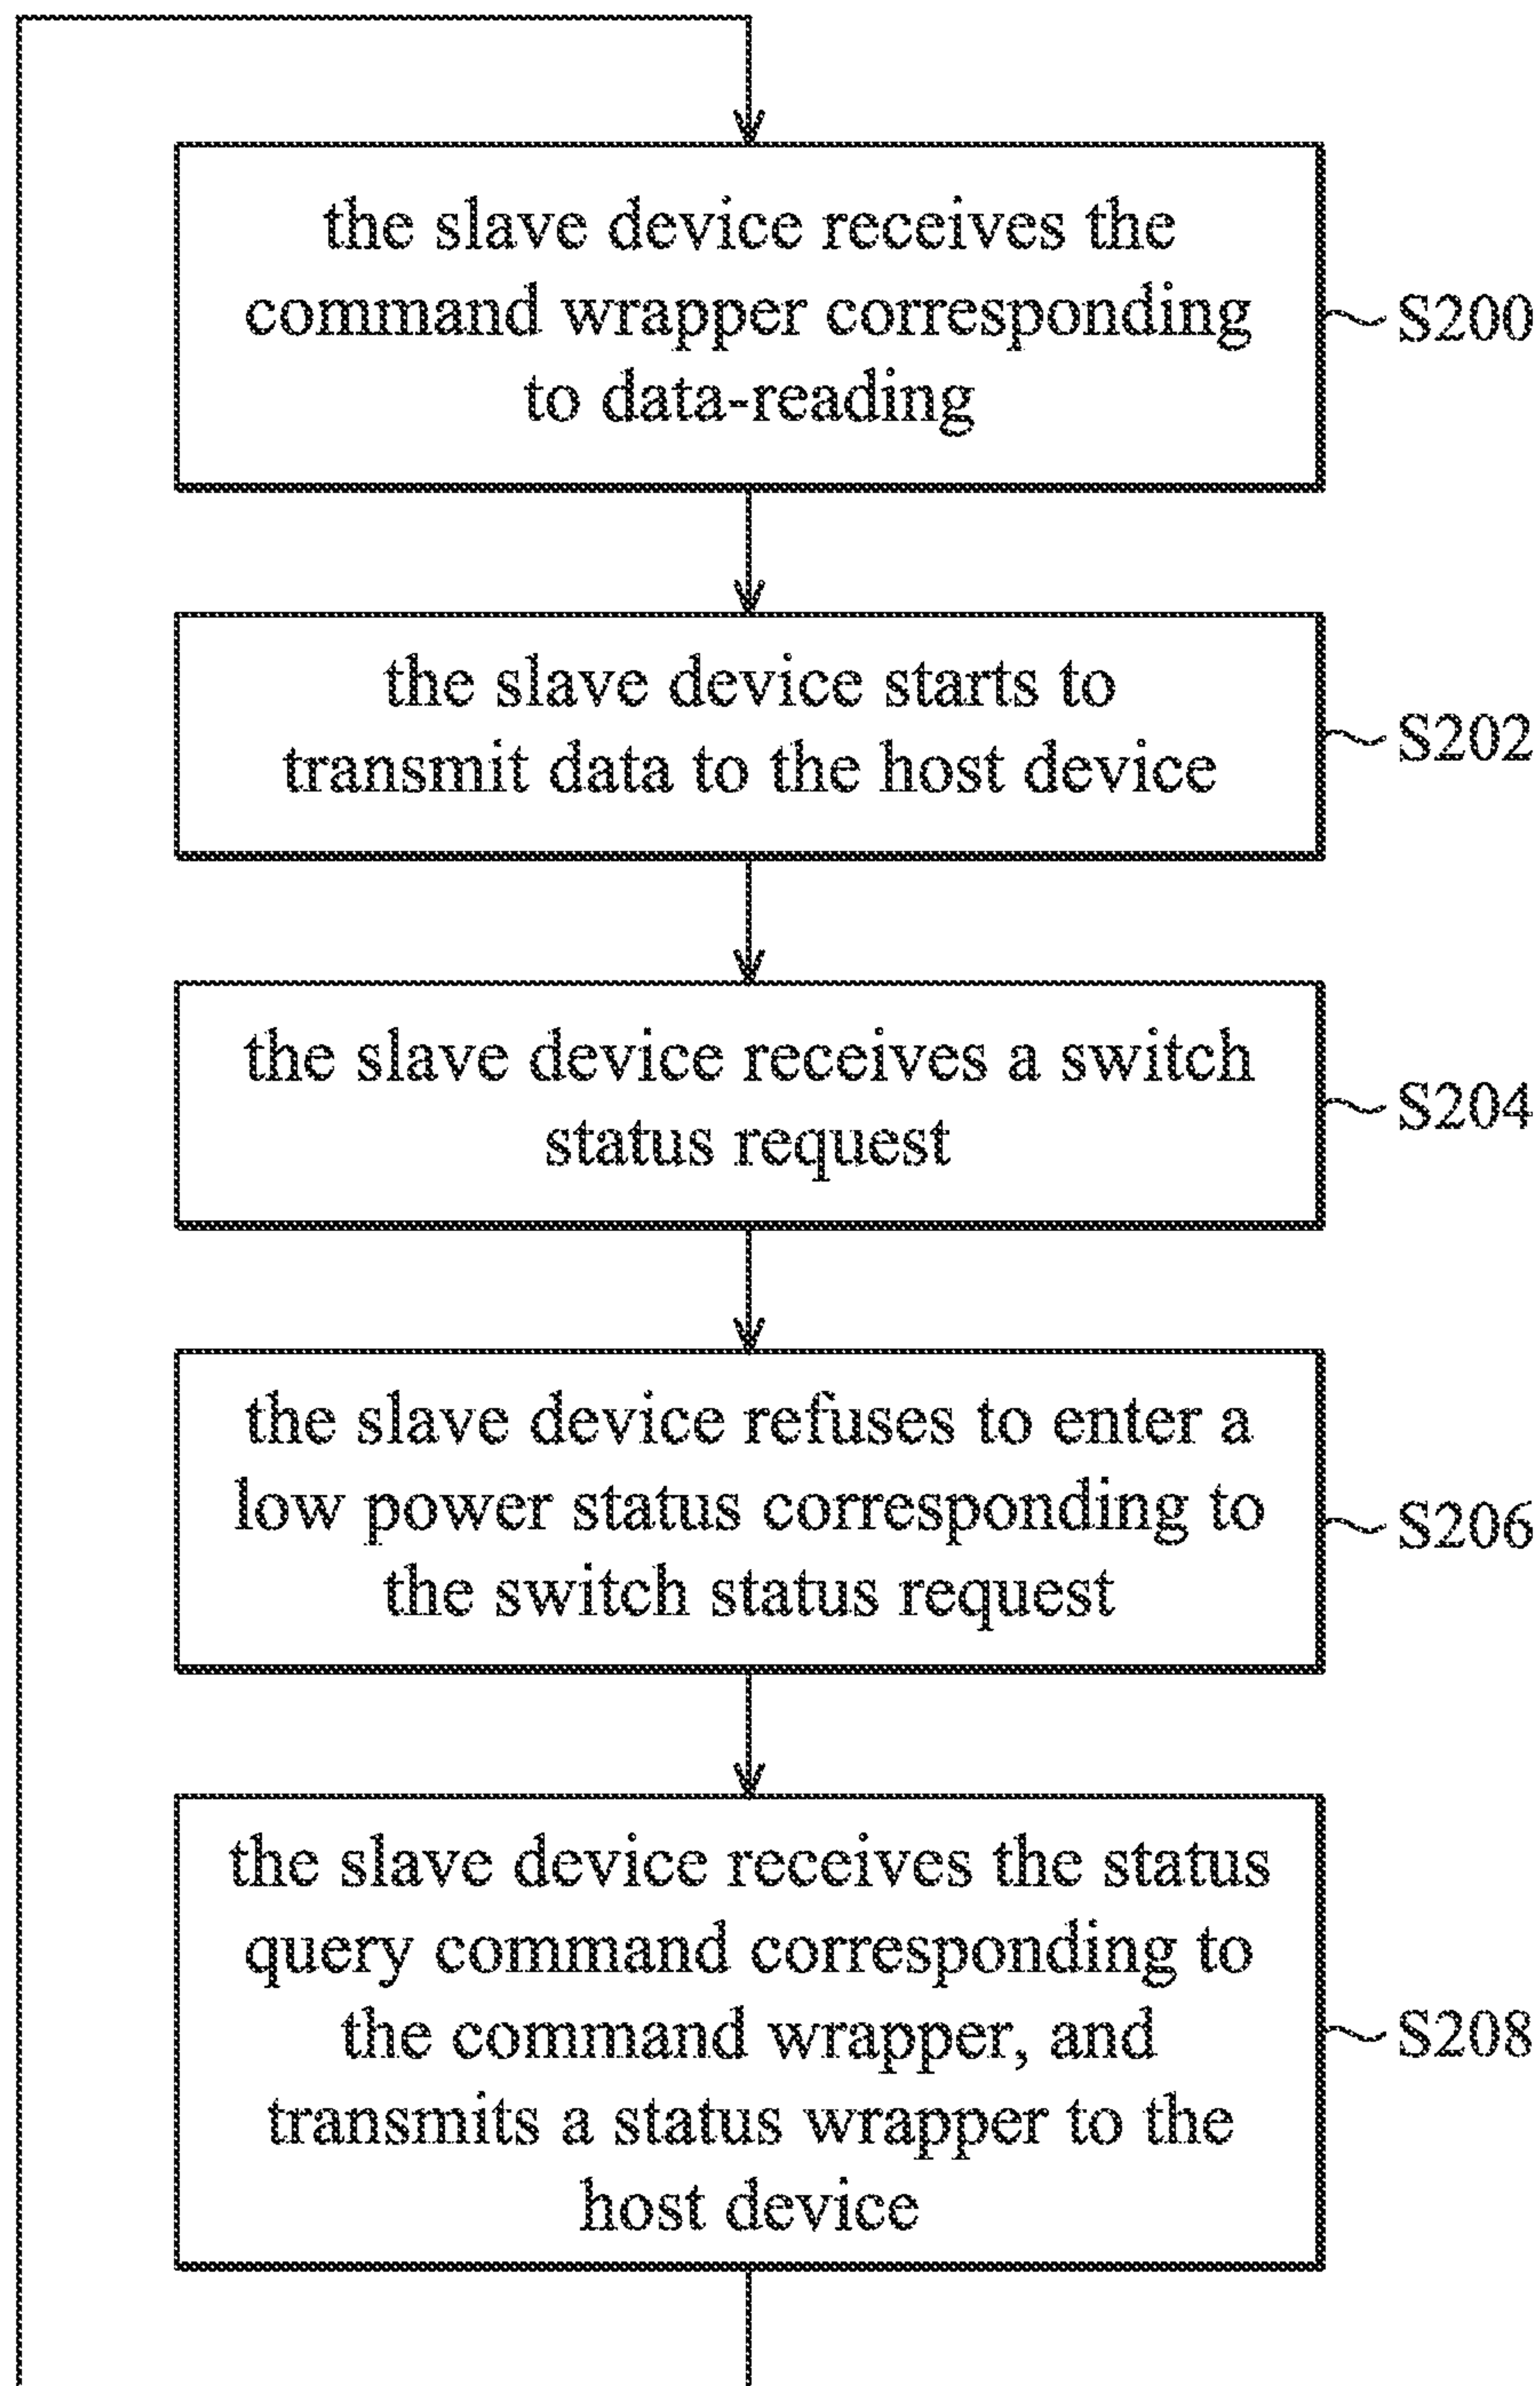 the slave device receives the
command wrapper corresponding
to data-reading
S200
the slave device starts to
transmit data to the host device
S202
the slave device receives a switch
status request
S204
the slave device refuses to enter a
low power status corresponding to
the switch status request
S206
the slave device receives the status
query command corresponding to
the command wrapper, and
transmits a status wrapper to the
host device
S208